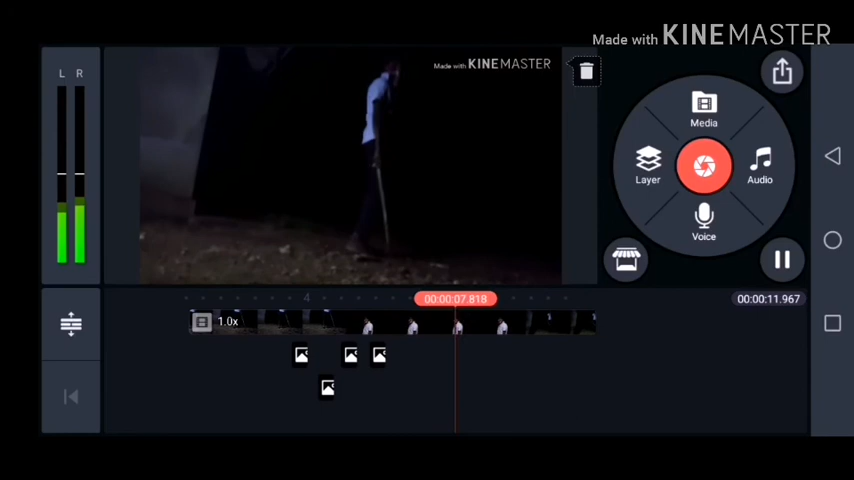 Made with KINEMASTER
L R
Made with KINEMASTER
Media
Layer
Audio
Voice
4
00:00:07.818
00:00:11.967
1.0x